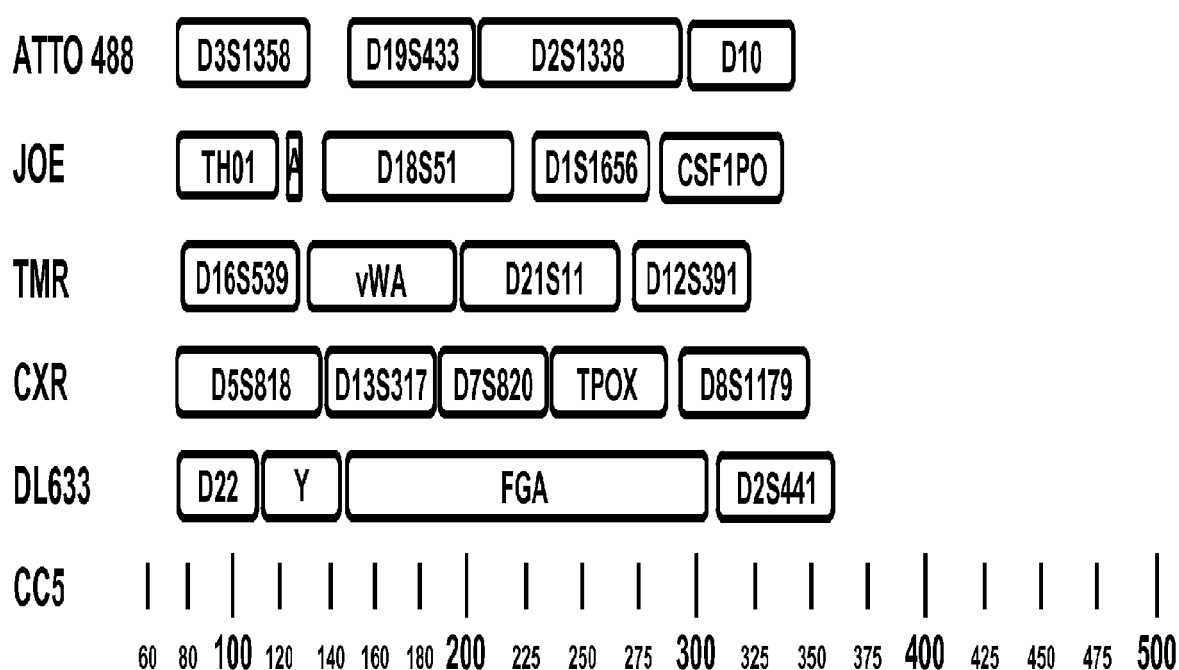 ATTO 488 D3S1358 D19S433 D2S1338 D10
JOE TH01 A D18S51 D1S1656 CSF1PO
TMR D16S539 vWA D21S11 D12S391
CXR D5S818 D13S317 D7S820 TPOX D8S1179
DL633 D22 Y FGA D2S441
CC5
60 80 100 120 140 160 180 200 225 250 275 300 325 350 375 400 425 450 475 500